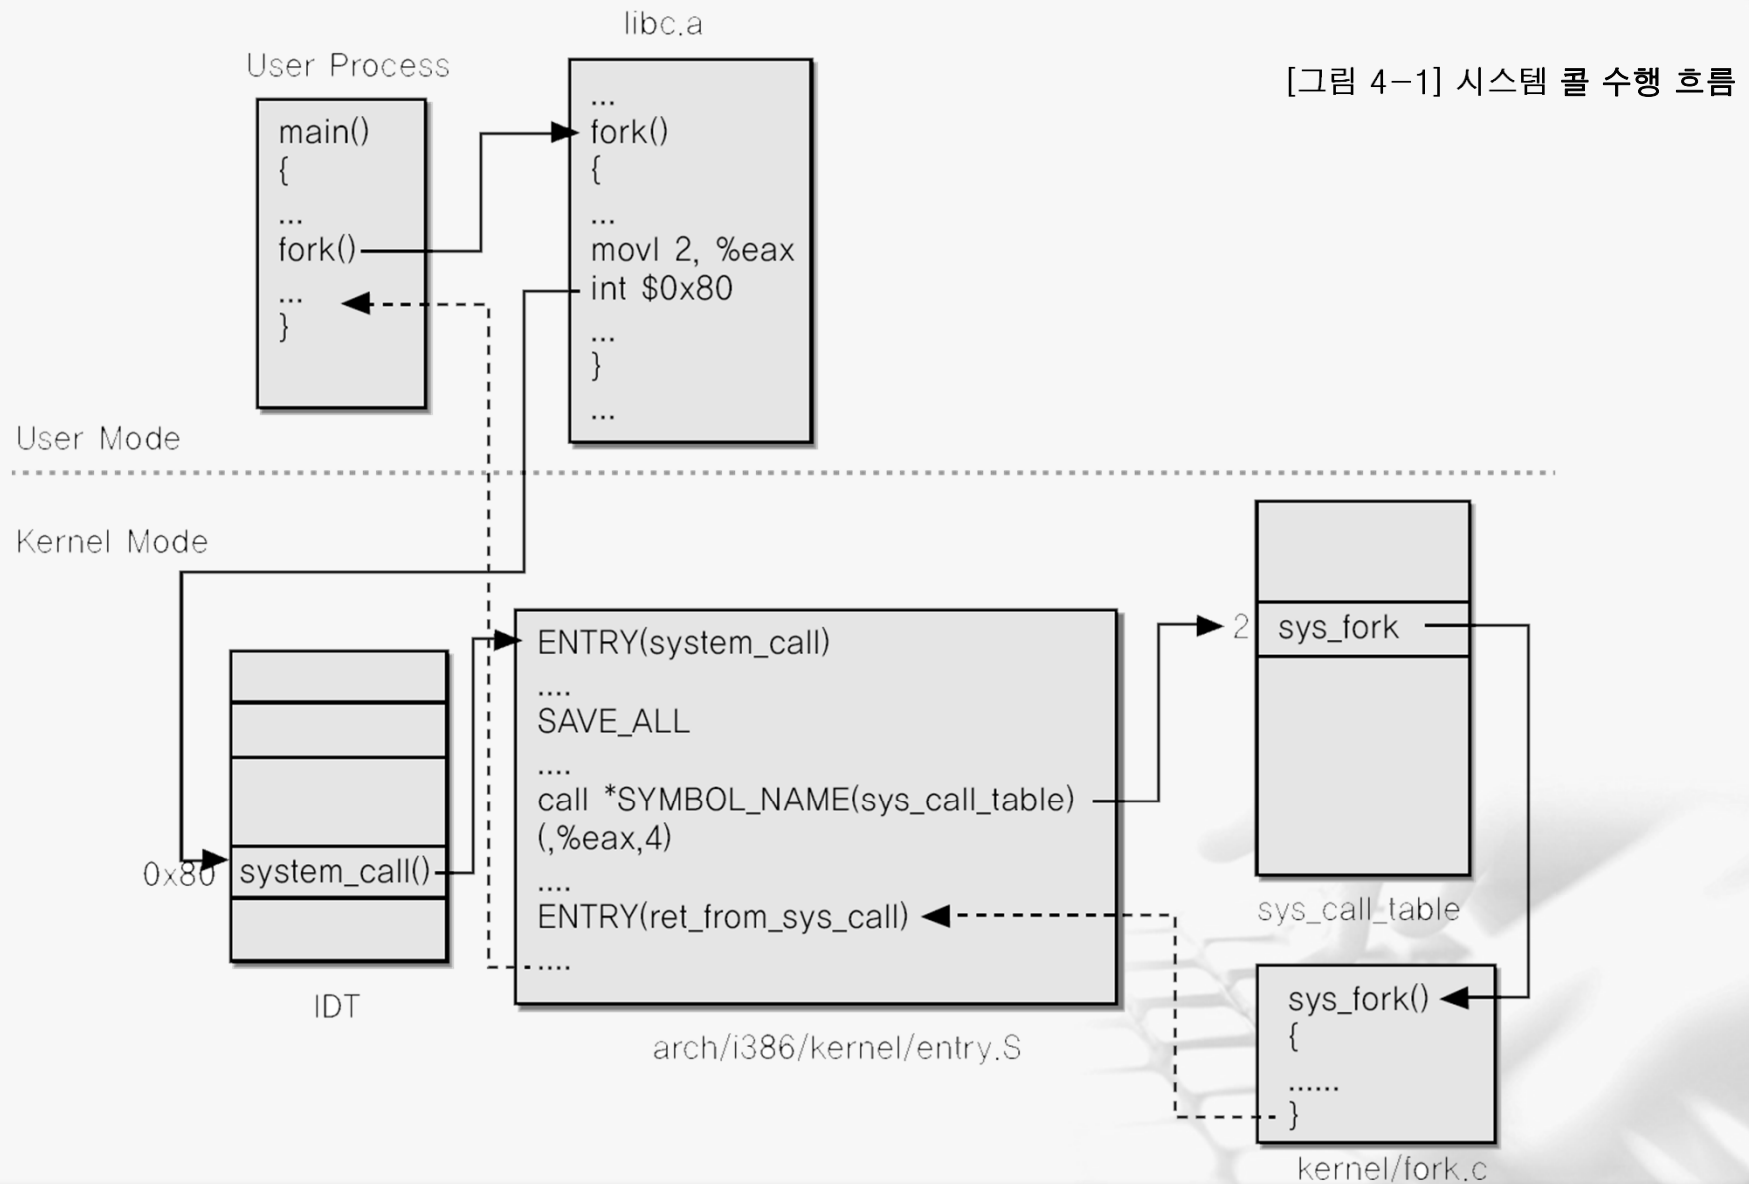 [그림 4-1] 시스템 콜 수행 흐름
User Process
main()
{
...
fork()
...
}
libc.a
...
fork()
{
...
movl 2, %eax
int $0x80
...
}
...
User Mode
Kernel Mode
0x80
system_call()
IDT
ENTRY(system_call)
....
SAVE_ALL
....
call *SYMBOL_NAME(sys_call_table)
(,%eax,4)
....
ENTRY(ret_from_sys_call)
....
arch/i386/kernel/entry.S
2
sys_fork
sys_call_table
sys_fork()
{
......
}
kernel/fork.c